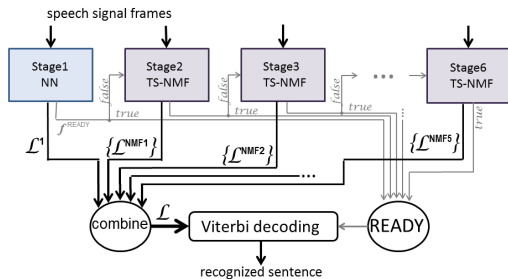 speech signal frames
Stage1
NN
Stage2
TS-NMF
Stage3
TS-NMF
...
Stage6
TS-NMF
false
false
false
true
true
true
true
...
f^READY
ℒ^1
{ℒ^NMF1}
{ℒ^NMF2}
...
{ℒ^NMF5}
combine
ℒ
Viterbi decoding
READY
recognized sentence